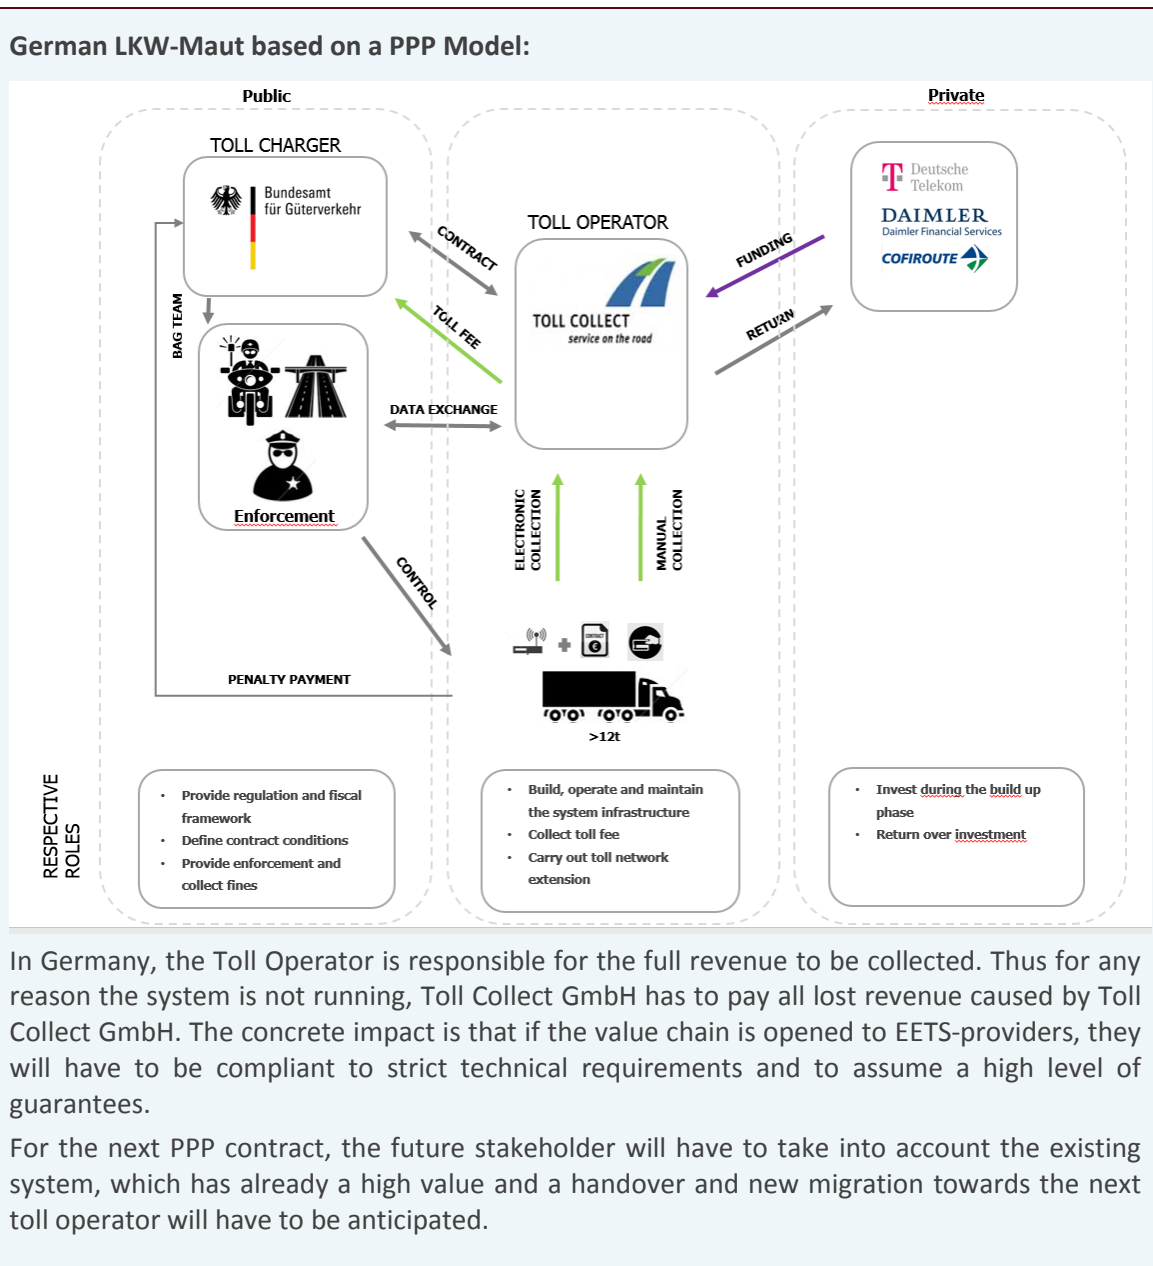 German LKW-Maut based on a PPP Model:
Public
Private
TOLL CHARGER
Bundesamt
für Güterverkehr
TOLL OPERATOR
TOLL COLLECT
service on the road
Deutsche
Telekom
DAIMLER
Daimler Financial Services
COFIROUTE
CONTRACT
FUNDING
TOLL FEE
RETURN
BAG TEAM
DATA EXCHANGE
Enforcement
ELECTRONIC
COLLECTION
MANUAL
COLLECTION
CONTROL
CONTRACT
€
PENALTY PAYMENT
>12t
RESPECTIVE
ROLES
• Provide regulation and fiscal
framework
• Define contract conditions
• Provide enforcement and
collect fines
• Build, operate and maintain
the system infrastructure
• Collect toll fee
• Carry out toll network
extension
• Invest during the build up
phase
• Return over investment
In Germany, the Toll Operator is responsible for the full revenue to be collected. Thus for any
reason the system is not running, Toll Collect GmbH has to pay all lost revenue caused by Toll
Collect GmbH. The concrete impact is that if the value chain is opened to EETS-providers, they
will have to be compliant to strict technical requirements and to assume a high level of
guarantees.
For the next PPP contract, the future stakeholder will have to take into account the existing
system, which has already a high value and a handover and new migration towards the next
toll operator will have to be anticipated.